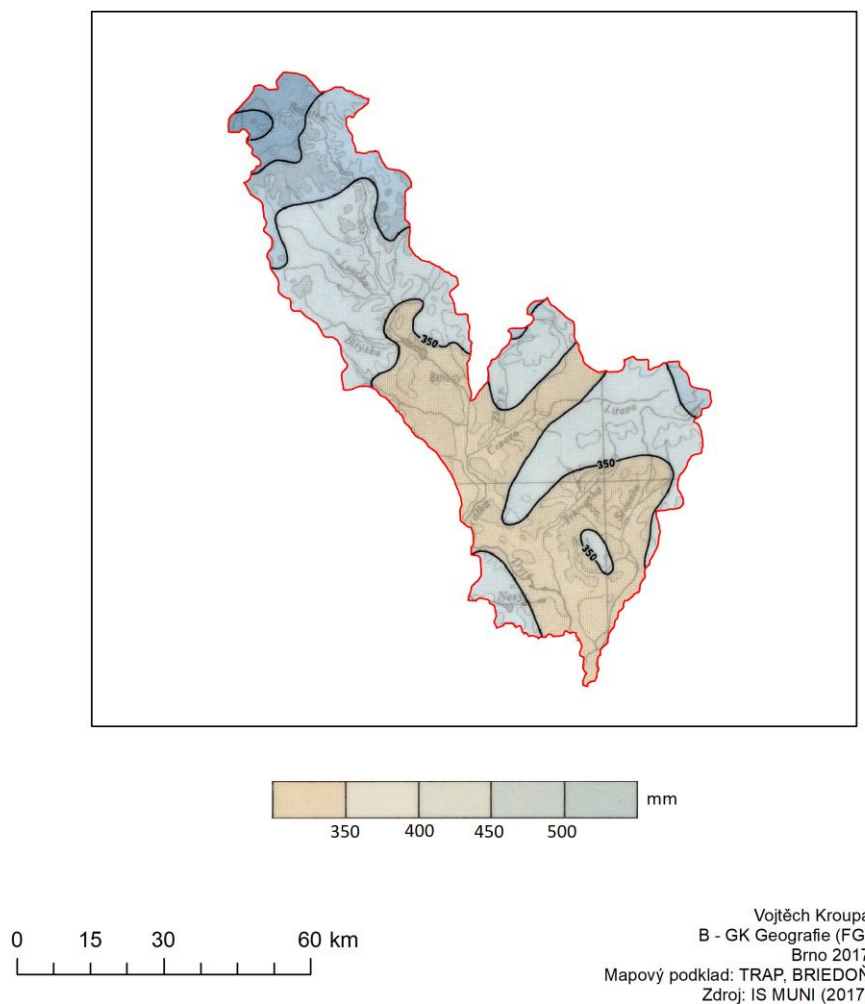 350
350
Litava
350
350 400 450 500 mm
0 15 30 60 km
Vojtěch Kroupa
B - GK Geografie (FG
Brno 2017
Mapový podklad: TRAP, BRIEDOŇ
Zdroj: IS MUNI (2017